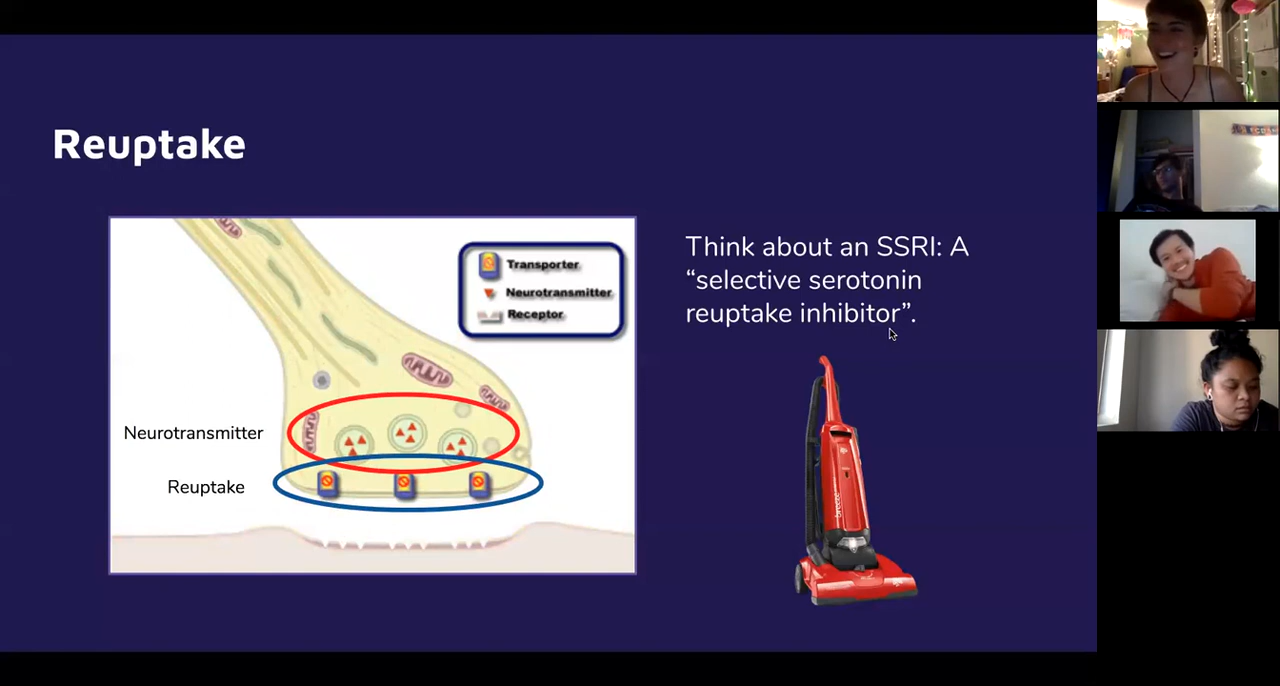 Reuptake
Transporter
Neurotransmitter
Receptor
Think about an SSRI: A
“selective serotonin
reuptake inhibitor”.
Neurotransmitter
Reuptake